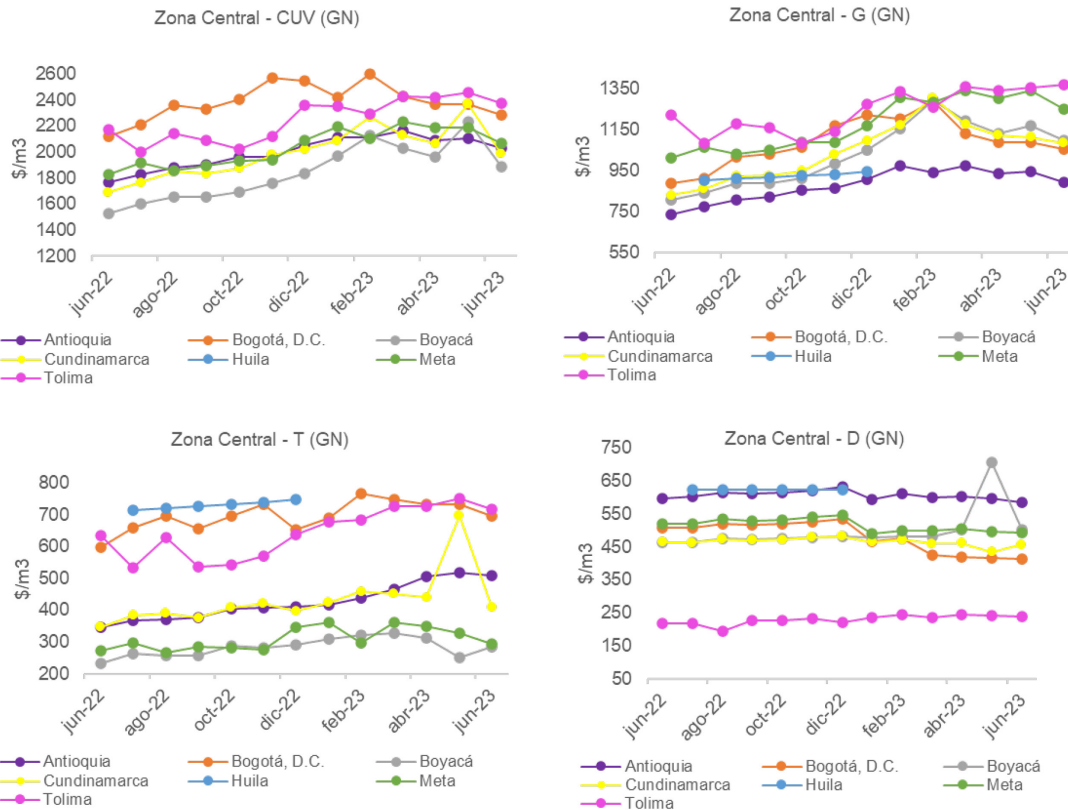 Zona Central - CUV (GN)
$/m3
2600
2400
2200
2000
1800
1600
1400
1200
jun-22
ago-22
oct-22
dic-22
feb-23
abr-23
jun-23
Antioquia
Bogotá, D.C.
Boyacá
Cundinamarca
Huila
Meta
Tolima
Zona Central - G (GN)
$/m3
1350
1150
950
750
550
jun-22
ago-22
oct-22
dic-22
feb-23
abr-23
jun-23
Antioquia
Bogotá, D.C.
Boyacá
Cundinamarca
Huila
Meta
Tolima
Zona Central - T (GN)
$/m3
800
700
600
500
400
300
200
jun-22
ago-22
oct-22
dic-22
feb-23
abr-23
jun-23
Antioquia
Bogotá, D.C.
Boyacá
Cundinamarca
Huila
Meta
Tolima
Zona Central - D (GN)
$/m3
750
650
550
450
350
250
150
50
jun-22
ago-22
oct-22
dic-22
feb-23
abr-23
jun-23
Antioquia
Bogotá, D.C.
Boyacá
Cundinamarca
Huila
Meta
Tolima